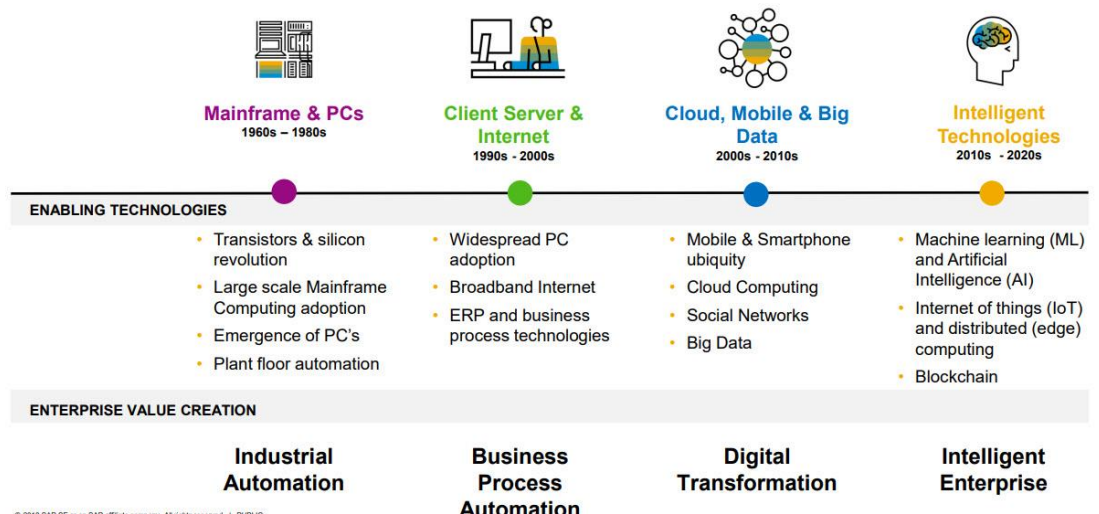 Mainframe & PCs
1960s – 1980s
Client Server &
Internet
1990s - 2000s
Cloud, Mobile & Big
Data
2000s - 2010s
Intelligent
Technologies
2010s - 2020s
ENABLING TECHNOLOGIES
• Transistors & silicon
revolution
• Large scale Mainframe
Computing adoption
• Emergence of PC's
• Plant floor automation
• Widespread PC
adoption
• Broadband Internet
• ERP and business
process technologies
• Mobile & Smartphone
ubiquity
• Cloud Computing
• Social Networks
• Big Data
• Machine learning (ML)
and Artificial
Intelligence (AI)
• Internet of things (IoT)
and distributed (edge)
computing
• Blockchain
ENTERPRISE VALUE CREATION
Industrial
Automation
Business
Process
Automation
Digital
Transformation
Intelligent
Enterprise